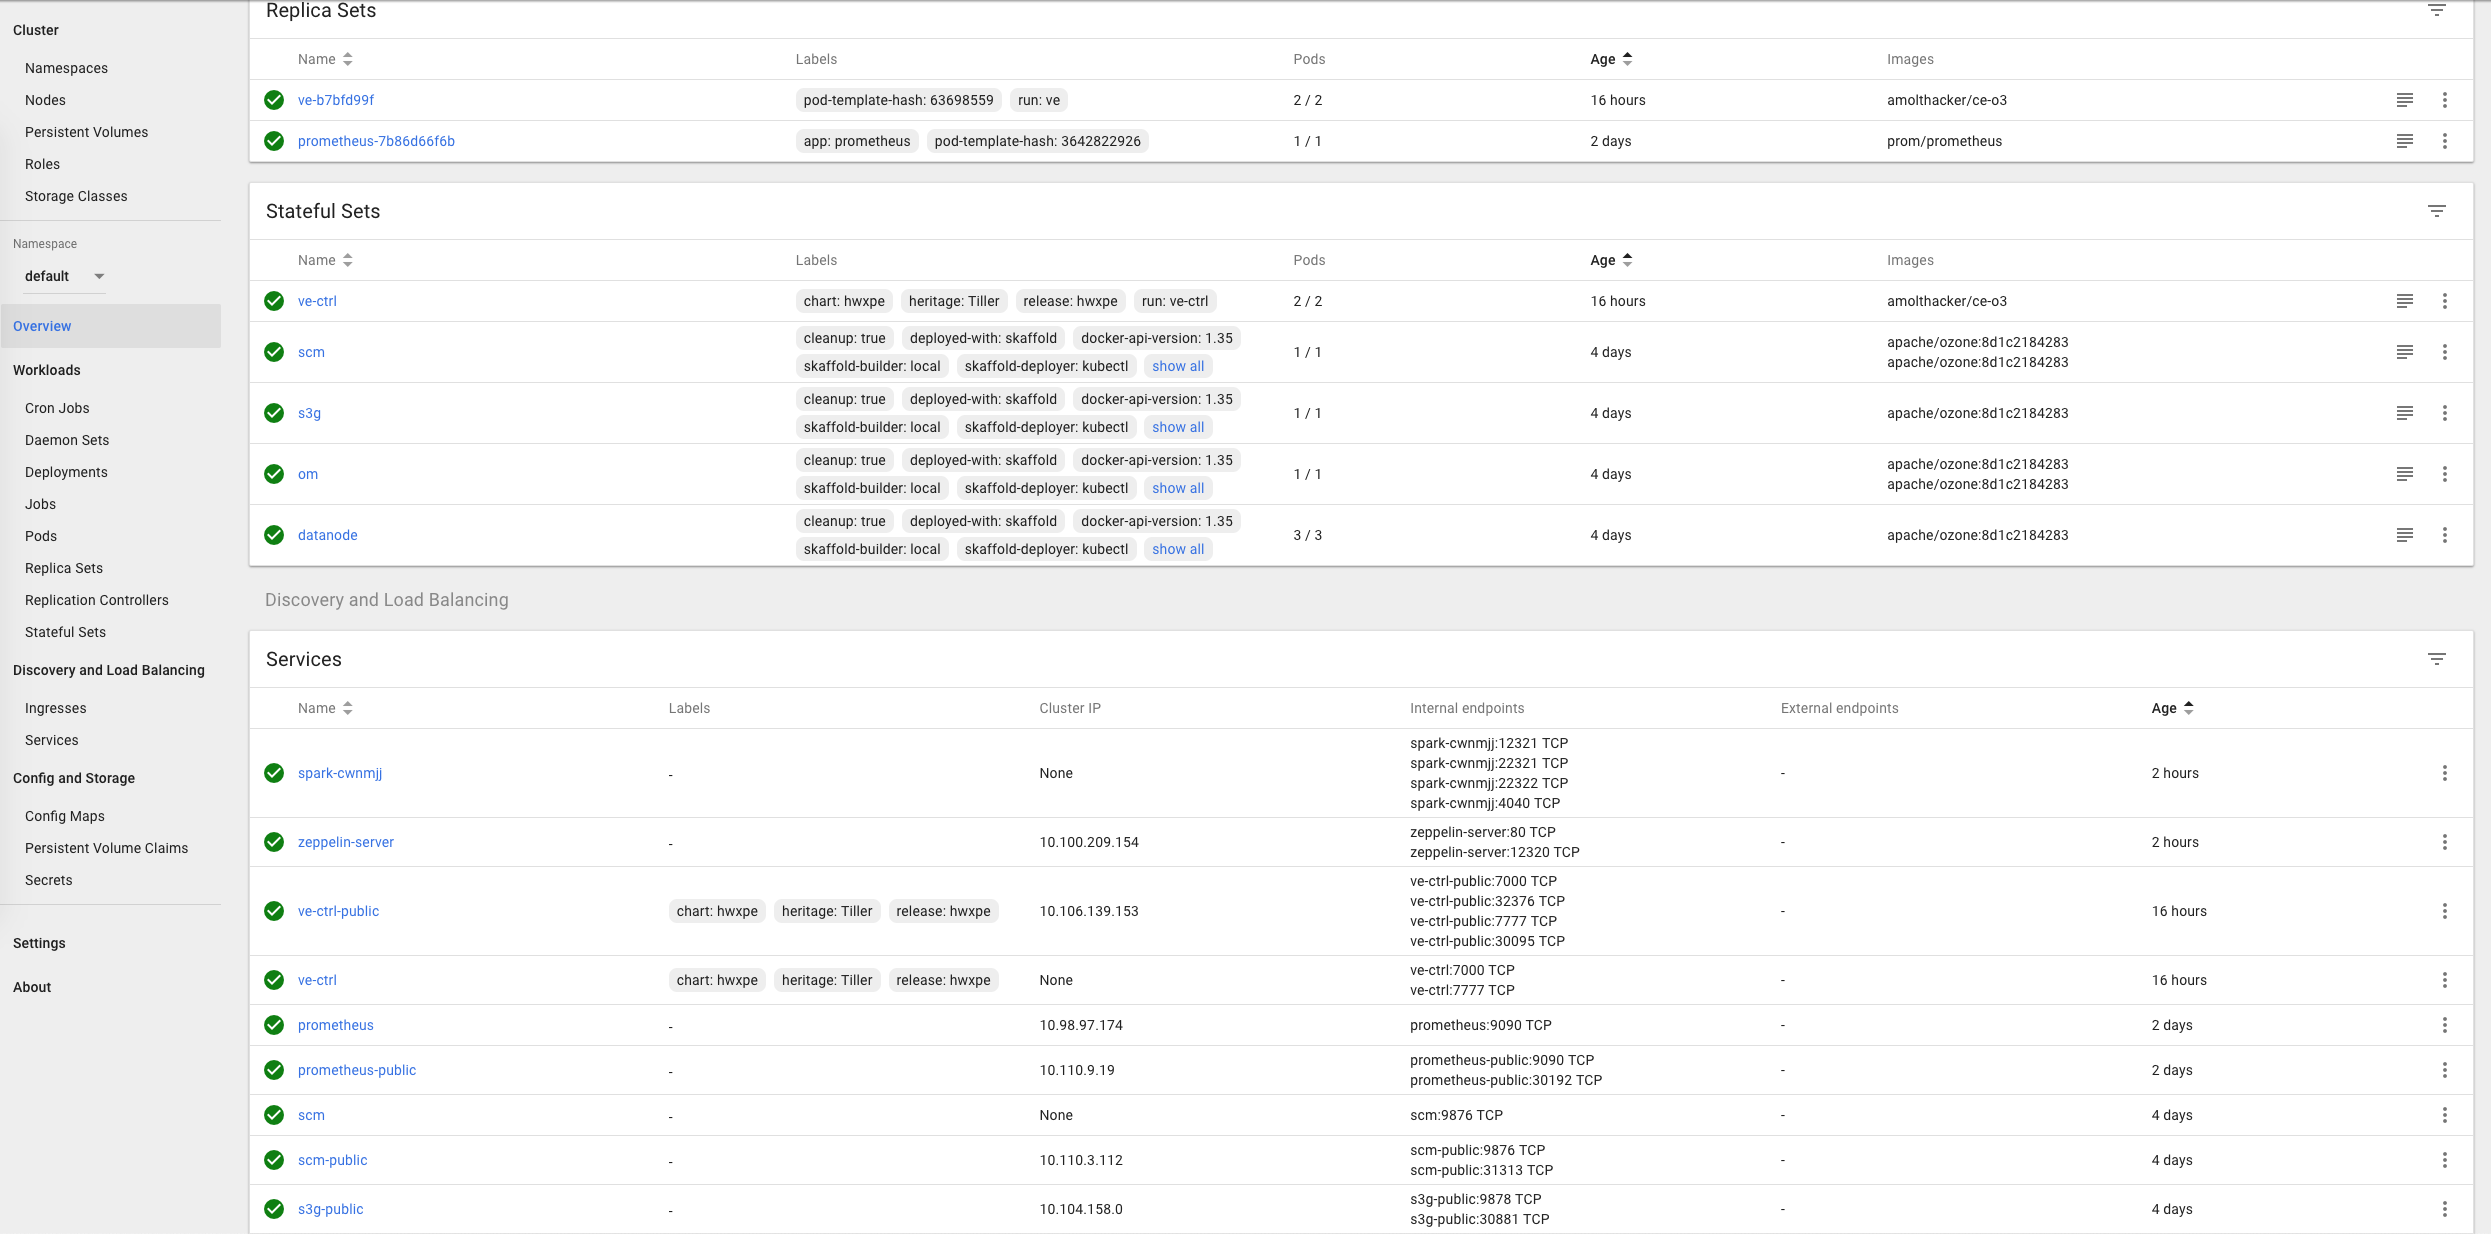 Cluster
Namespaces
Nodes
Persistent Volumes
Roles
Storage Classes
Namespace
default
Overview
Workloads
Cron Jobs
Daemon Sets
Deployments
Jobs
Pods
Replica Sets
Replication Controllers
Stateful Sets
Discovery and Load Balancing
Ingresses
Services
Config and Storage
Config Maps
Persistent Volume Claims
Secrets
Settings
About
Replica Sets
Name Labels Pods Age Images
ve-b7bfd99f pod-template-hash: 63698559 run: ve 2 / 2 16 hours amolthacker/ce-o3
prometheus-7b86d66f6b app: prometheus pod-template-hash: 3642822926 1 / 1 2 days prom/prometheus
Stateful Sets
Name Labels Pods Age Images
ve-ctrl chart: hwxpe heritage: Tiller release: hwxpe run: ve-ctrl 2 / 2 16 hours amolthacker/ce-o3
scm cleanup: true deployed-with: skaffold docker-api-version: 1.35 1 / 1 4 days apache/ozone:8d1c2184283
skaffold-builder: local skaffold-deployer: kubectl show all apache/ozone:8d1c2184283
s3g cleanup: true deployed-with: skaffold docker-api-version: 1.35 1 / 1 4 days apache/ozone:8d1c2184283
skaffold-builder: local skaffold-deployer: kubectl show all
om cleanup: true deployed-with: skaffold docker-api-version: 1.35 1 / 1 4 days apache/ozone:8d1c2184283
skaffold-builder: local skaffold-deployer: kubectl show all apache/ozone:8d1c2184283
datanode cleanup: true deployed-with: skaffold docker-api-version: 1.35 3 / 3 4 days apache/ozone:8d1c2184283
skaffold-builder: local skaffold-deployer: kubectl show all
Discovery and Load Balancing
Services
Name Labels Cluster IP Internal endpoints External endpoints Age
spark-cwnmjj - None spark-cwnmjj:12321 TCP - 2 hours
spark-cwnmjj:22321 TCP
spark-cwnmjj:22322 TCP
spark-cwnmjj:4040 TCP
zeppelin-server - 10.100.209.154 zeppelin-server:80 TCP - 2 hours
zeppelin-server:12320 TCP
ve-ctrl-public chart: hwxpe heritage: Tiller release: hwxpe 10.106.139.153 ve-ctrl-public:7000 TCP - 16 hours
ve-ctrl-public:32376 TCP
ve-ctrl-public:7777 TCP
ve-ctrl-public:30095 TCP
ve-ctrl chart: hwxpe heritage: Tiller release: hwxpe None ve-ctrl:7000 TCP - 16 hours
ve-ctrl:7777 TCP
prometheus - 10.98.97.174 prometheus:9090 TCP - 2 days
prometheus-public - 10.110.9.19 prometheus-public:9090 TCP - 2 days
prometheus-public:30192 TCP
scm - None scm:9876 TCP - 4 days
scm-public - 10.110.3.112 scm-public:9876 TCP - 4 days
scm-public:31313 TCP
s3g-public - 10.104.158.0 s3g-public:9878 TCP - 4 days
s3g-public:30881 TCP